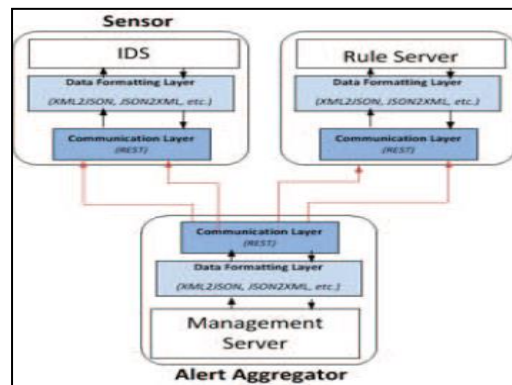 Sensor
IDS
Data Formatting Layer
(XML2JSON, JSON2XML, etc.)
Communication Layer
(REST)
Rule Server
Data Formatting Layer
(XML2JSON, JSON2XML, etc.)
Communication Layer
(REST)
Communication Layer
(REST)
Data Formatting Layer
(XML2JSON, JSON2XML, etc.)
Management
Server
Alert Aggregator